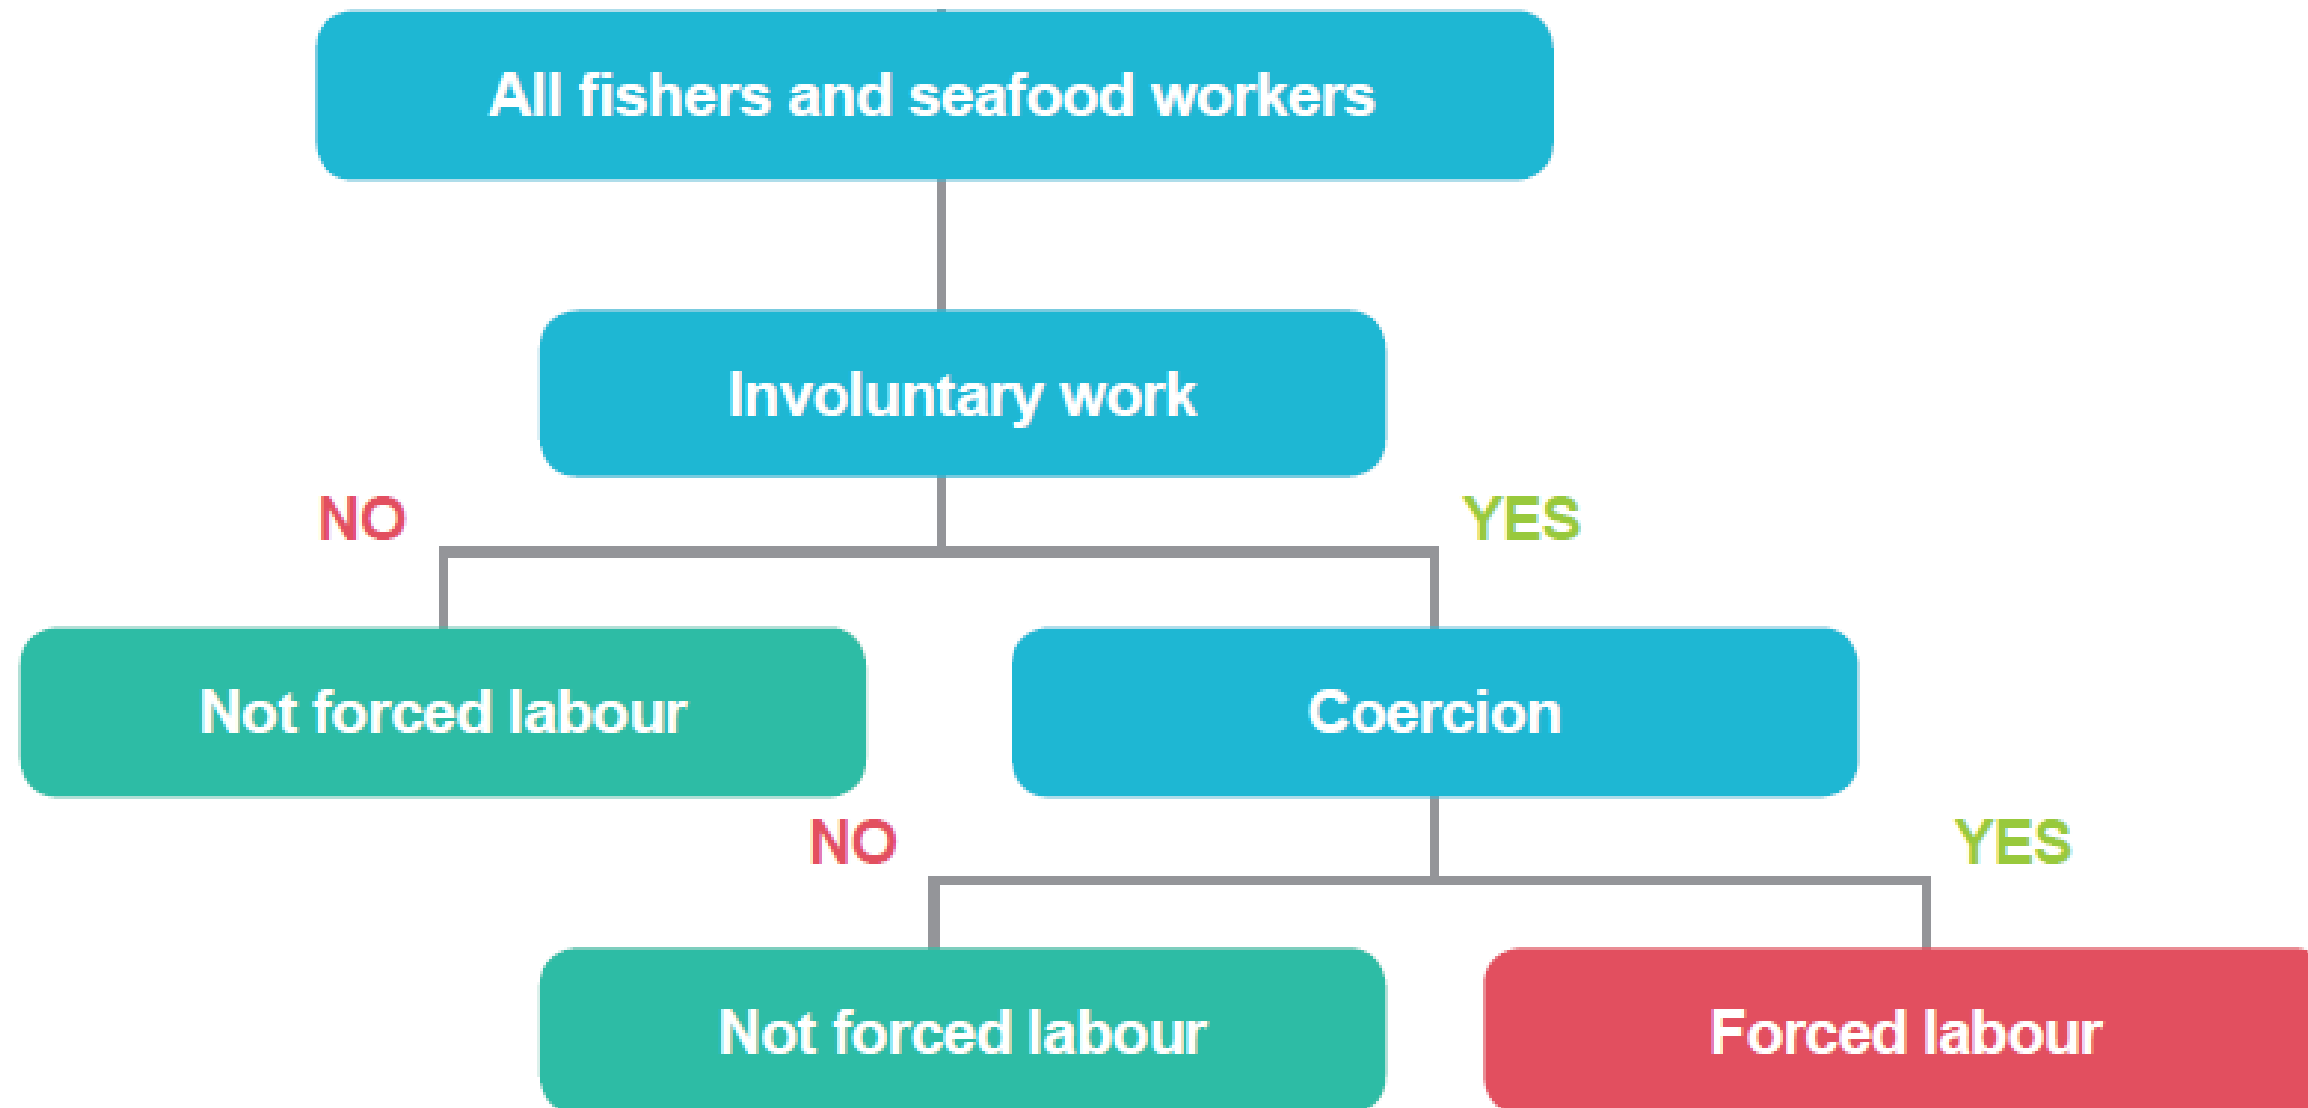 All fishers and seafood workers
Involuntary work
NO
YES
Not forced labour
Coercion
NO
YES
Not forced labour
Forced labour